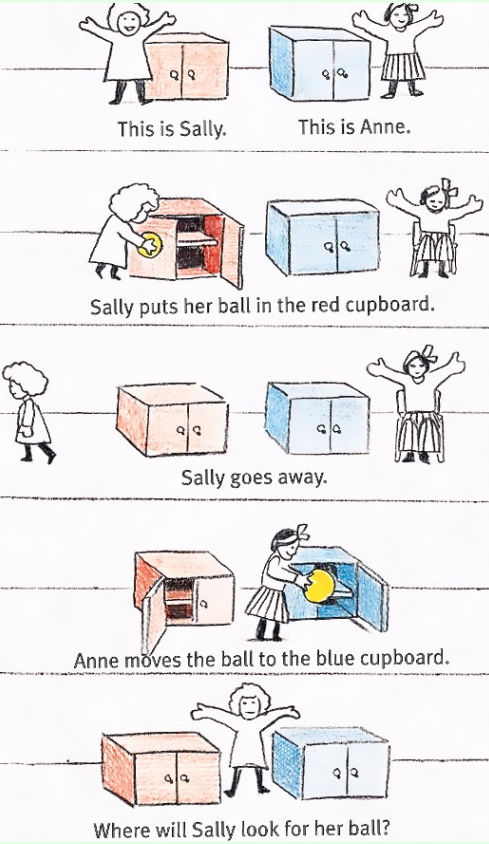 This is Sally.
This is Anne.
Sally puts her ball in the red cupboard.
Sally goes away.
Anne moves the ball to the blue cupboard.
Where will Sally look for her ball?